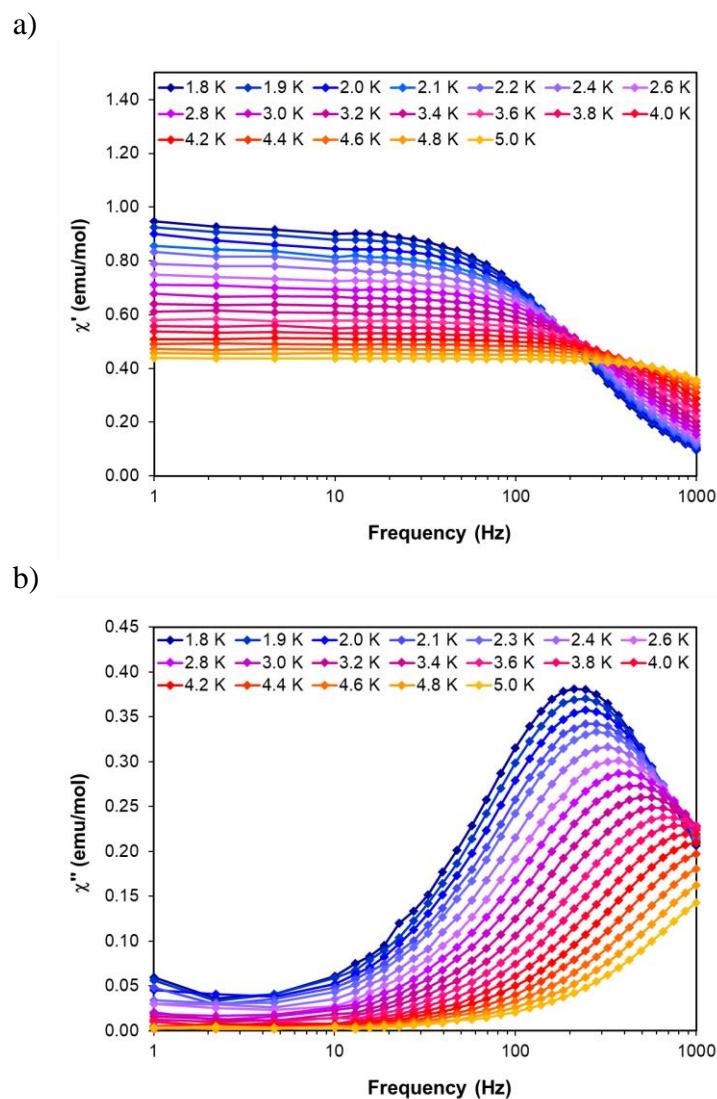 a)
1.8 K 1.9 K 2.0 K 2.1 K 2.2 K 2.4 K 2.6 K
2.8 K 3.0 K 3.2 K 3.4 K 3.6 K 3.8 K 4.0 K
4.2 K 4.4 K 4.6 K 4.8 K 5.0 K
1.40
1.20
1.00
0.80
0.60
0.40
0.20
0.00
χ' (emu/mol)
1 10 100 1000
Frequency (Hz)
b)
1.8 K 1.9 K 2.0 K 2.1 K 2.3 K 2.4 K 2.6 K
2.8 K 3.0 K 3.2 K 3.4 K 3.6 K 3.8 K 4.0 K
4.2 K 4.4 K 4.6 K 4.8 K 5.0 K
0.45
0.40
0.35
0.30
0.25
0.20
0.15
0.10
0.05
0.00
χ" (emu/mol)
1 10 100 1000
Frequency (Hz)